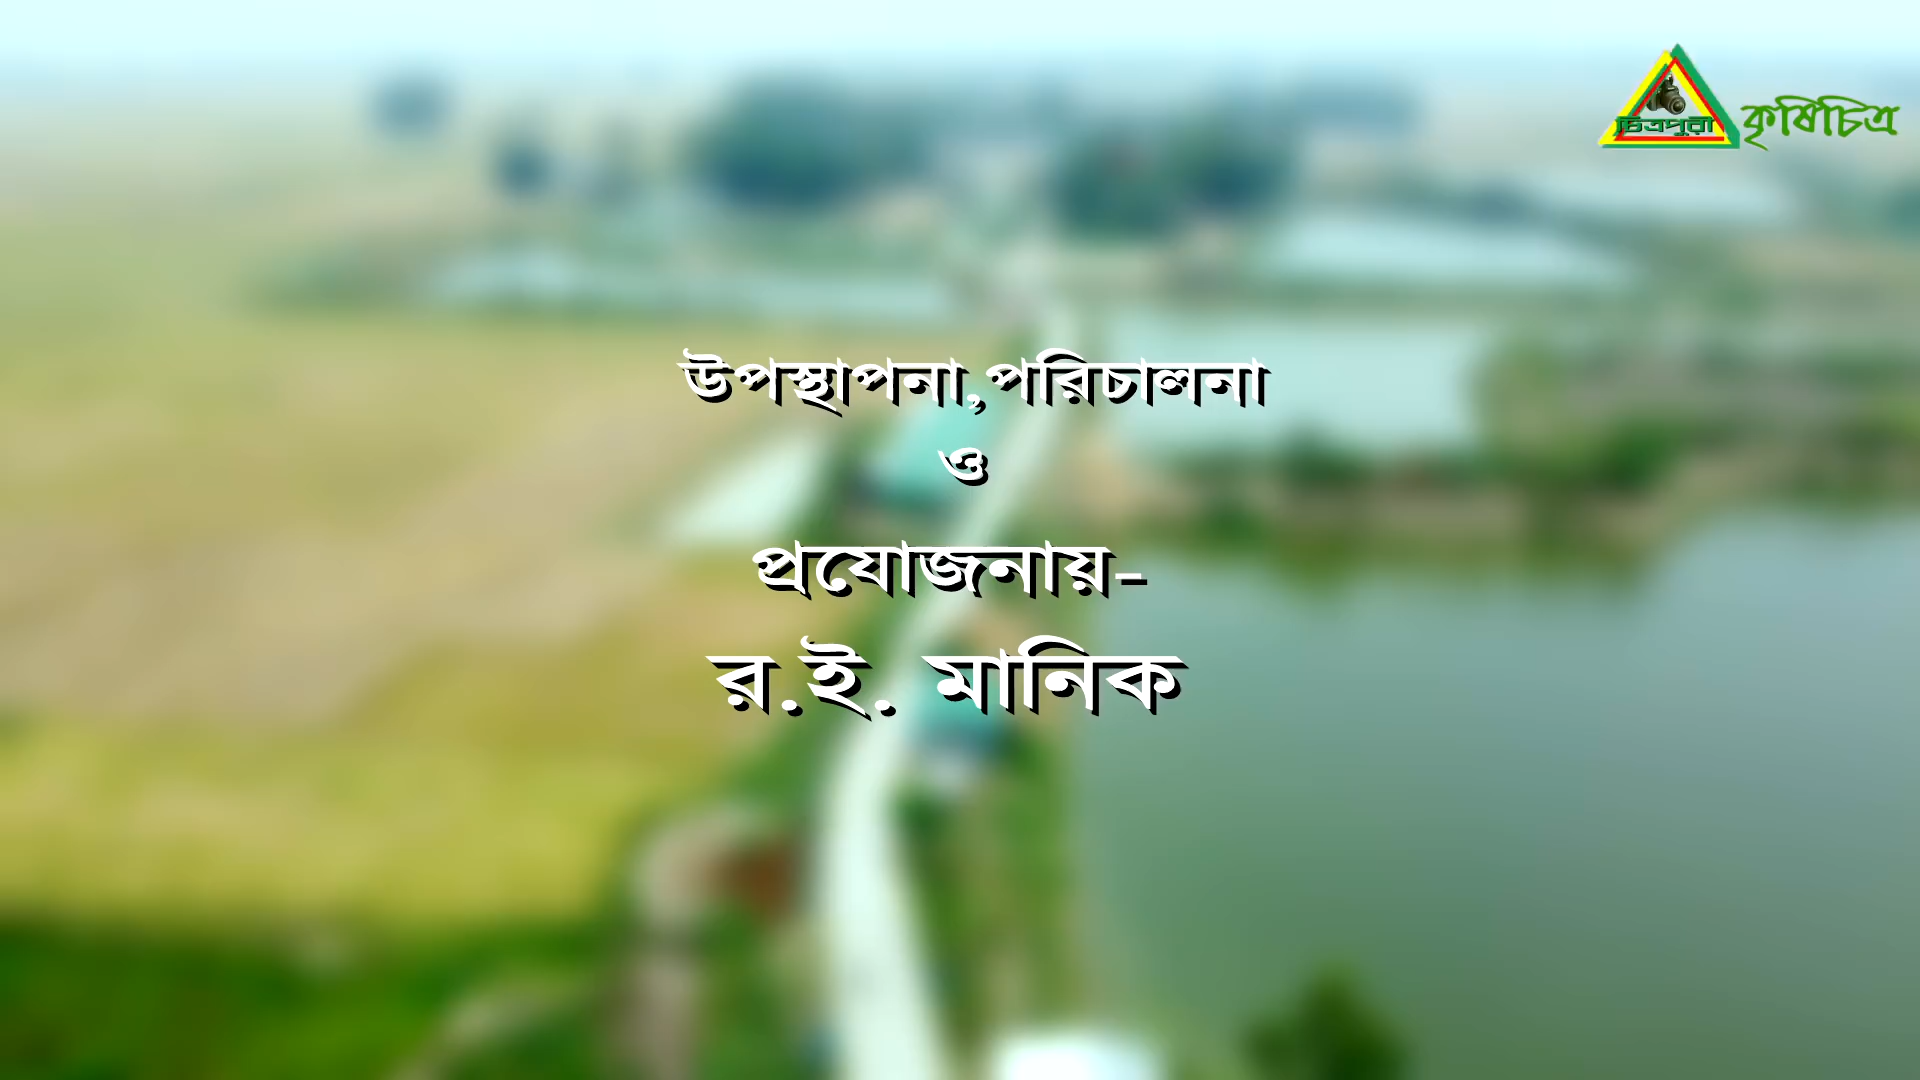 চিত্রপুরী কৃষিচিত্র
উপস্থাপনা,পরিচালনা
ও
প্রযোজনায়-
র.ই. মানিক